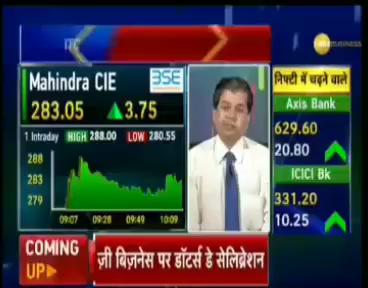 BUSINESS
Mahindra CIE
BSE
283.05 3.75
1 Intraday HIGH 288.00 LOW 280.55
288
283
279
09:07 09:28 09:49 10:09
निफ्टी में चढ़ने वाले
Axis Bank
629.60
20.80
ICICI Bk
331.20
10.25
COMING
UP
ज़ी बिज़नेस पर डॉटर्स डे सेलिब्रेशन